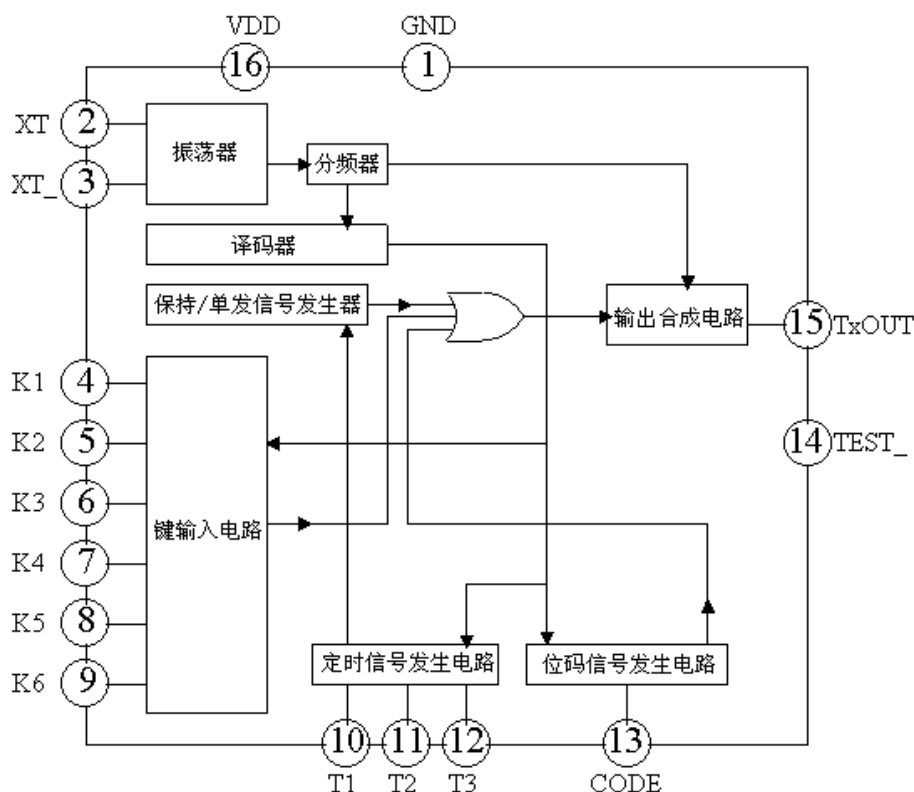 VDD
GND
16
1
XT
2
振荡器
分频器
XT_
3
译码器
保持/单发信号发生器
输出合成电路
15
TxOUT
K1
4
14
TEST_
K2
5
K3
6
键输入电路
K4
7
K5
8
定时信号发生电路
位码信号发生电路
K6
9
10
11
12
13
T1
T2
T3
CODE